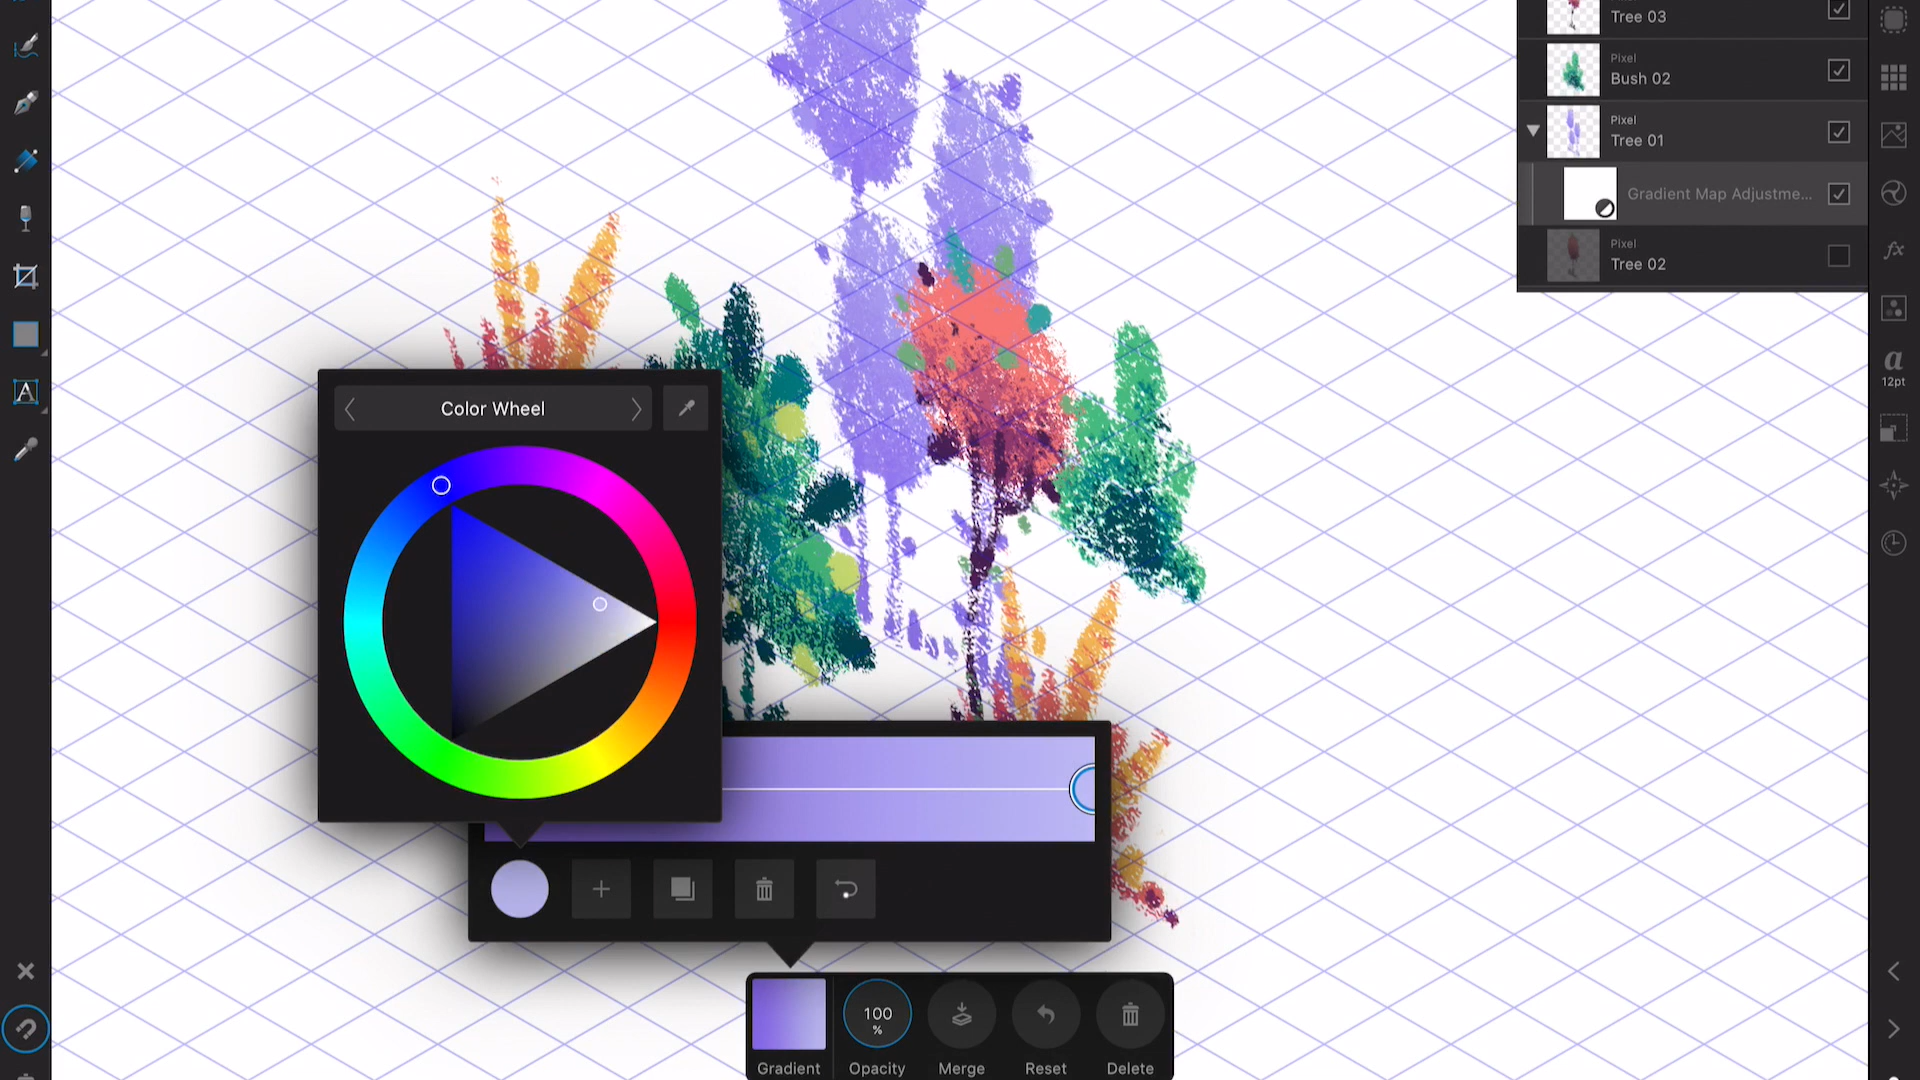 Tree 03
Pixel
Bush 02
Pixel
Tree 01
Gradient Map Adjustme...
Pixel
Tree 02
A
a
12pt
fx
Color Wheel
100
%
Gradient
Opacity
Merge
Reset
Delete